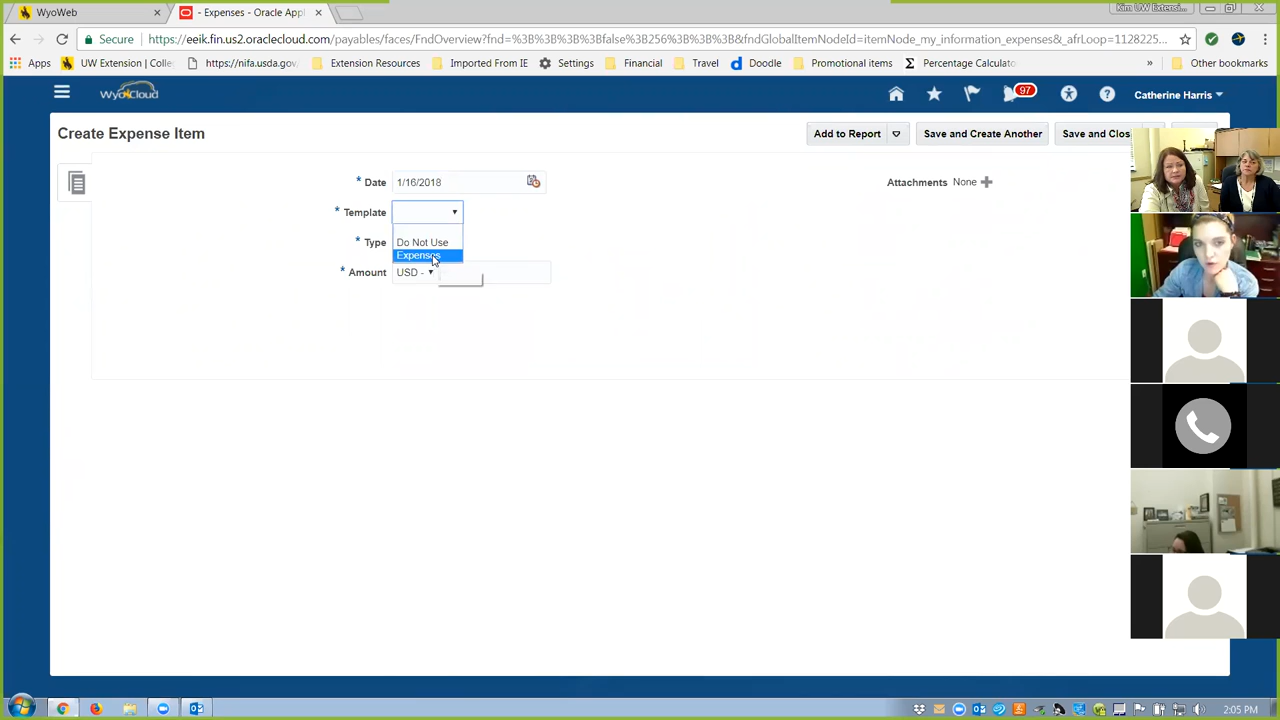 WyoWeb
- Expenses - Oracle Appl
Kim UW Extensi...
Secure
https://eeik.fin.us2.oraclecloud.com/payables/faces/FndOverview?fnd=%3B%3B%3B%3Bfalse%3B256%3B%3B%3B&fndGlobalItemNodeId=itemNode_my_information_expenses&_afrLoop=1128225...
Apps
UW Extension | Colle
https://nifa.usda.gov
Extension Resources
Imported From IE
Settings
Financial
Doodle
Promotional items
Percentage Calculato
»
Other bookmarks
WyoCloud
97
Catherine Harris
Create Expense Item
Add to Report
Save and Create Another
Save and Clos
* Date 1/16/2018
Attachments None
* Template
* Type
Do Not Use
Expenses
* Amount USD -
2:05 PM